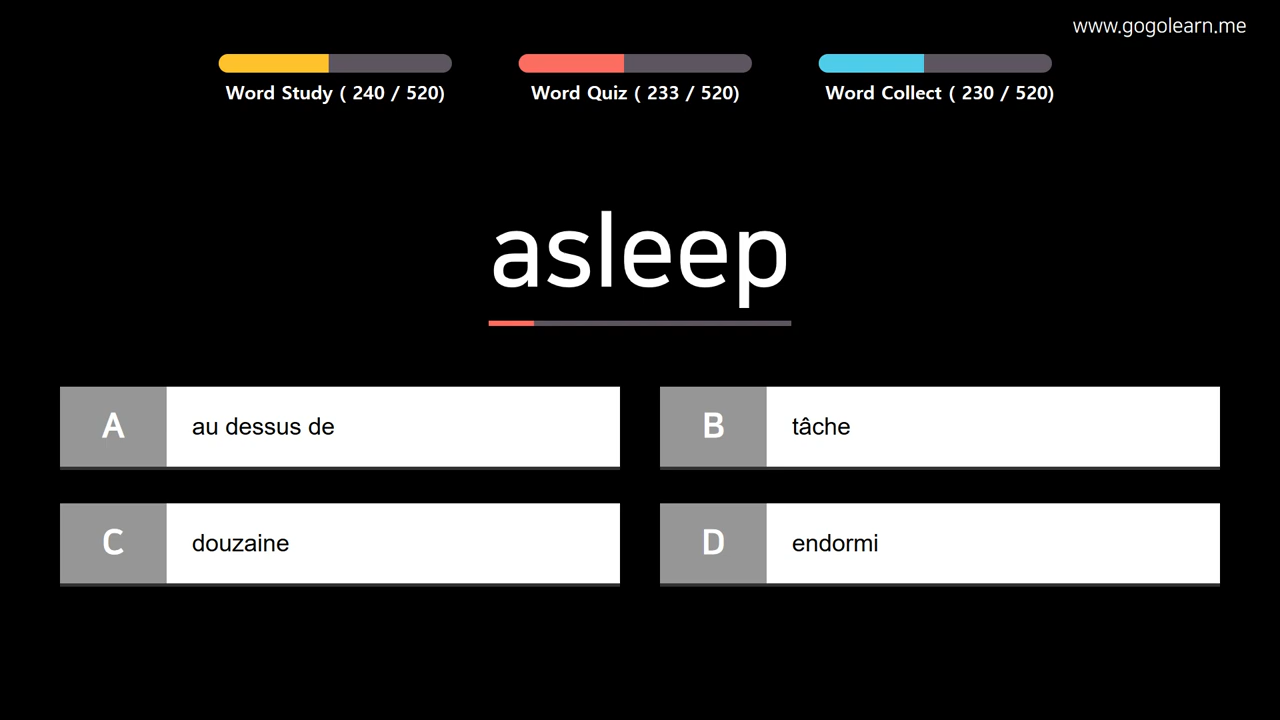 www.gogolearn.me
Word Study ( 240 / 520)
Word Quiz ( 233 / 520)
Word Collect ( 230 / 520)
asleep
A au dessus de
B tâche
C douzaine
D endormi